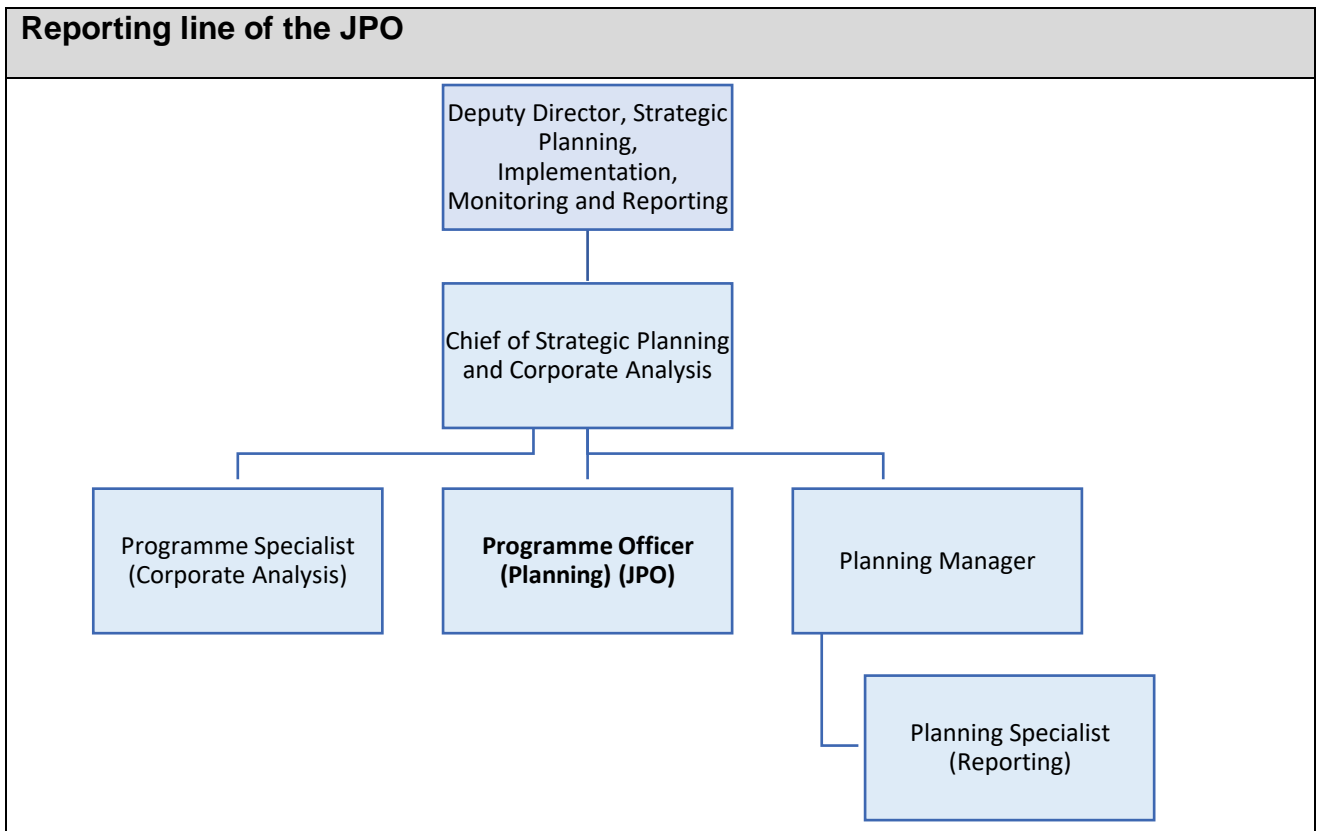 Reporting line of the JPO
Deputy Director, Strategic
Planning,
Implementation,
Monitoring and Reporting
Chief of Strategic Planning
and Corporate Analysis
Programme Specialist
(Corporate Analysis)
Programme Officer
(Planning) (JPO)
Planning Manager
Planning Specialist
(Reporting)